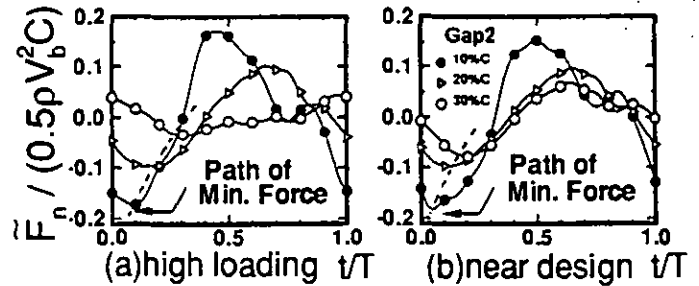 F̃n / (0.5ρVb²C)
0.2
0.1
0.0
-0.1
-0.2
Path of
Min. Force
0.0
0.5
1.0
(a)high loading t/T
0.2
0.1
0.0
-0.1
-0.2
Gap2
10%C
20%C
30%C
Path of
Min. Force
0.0
0.5
1.0
(b)near design t/T